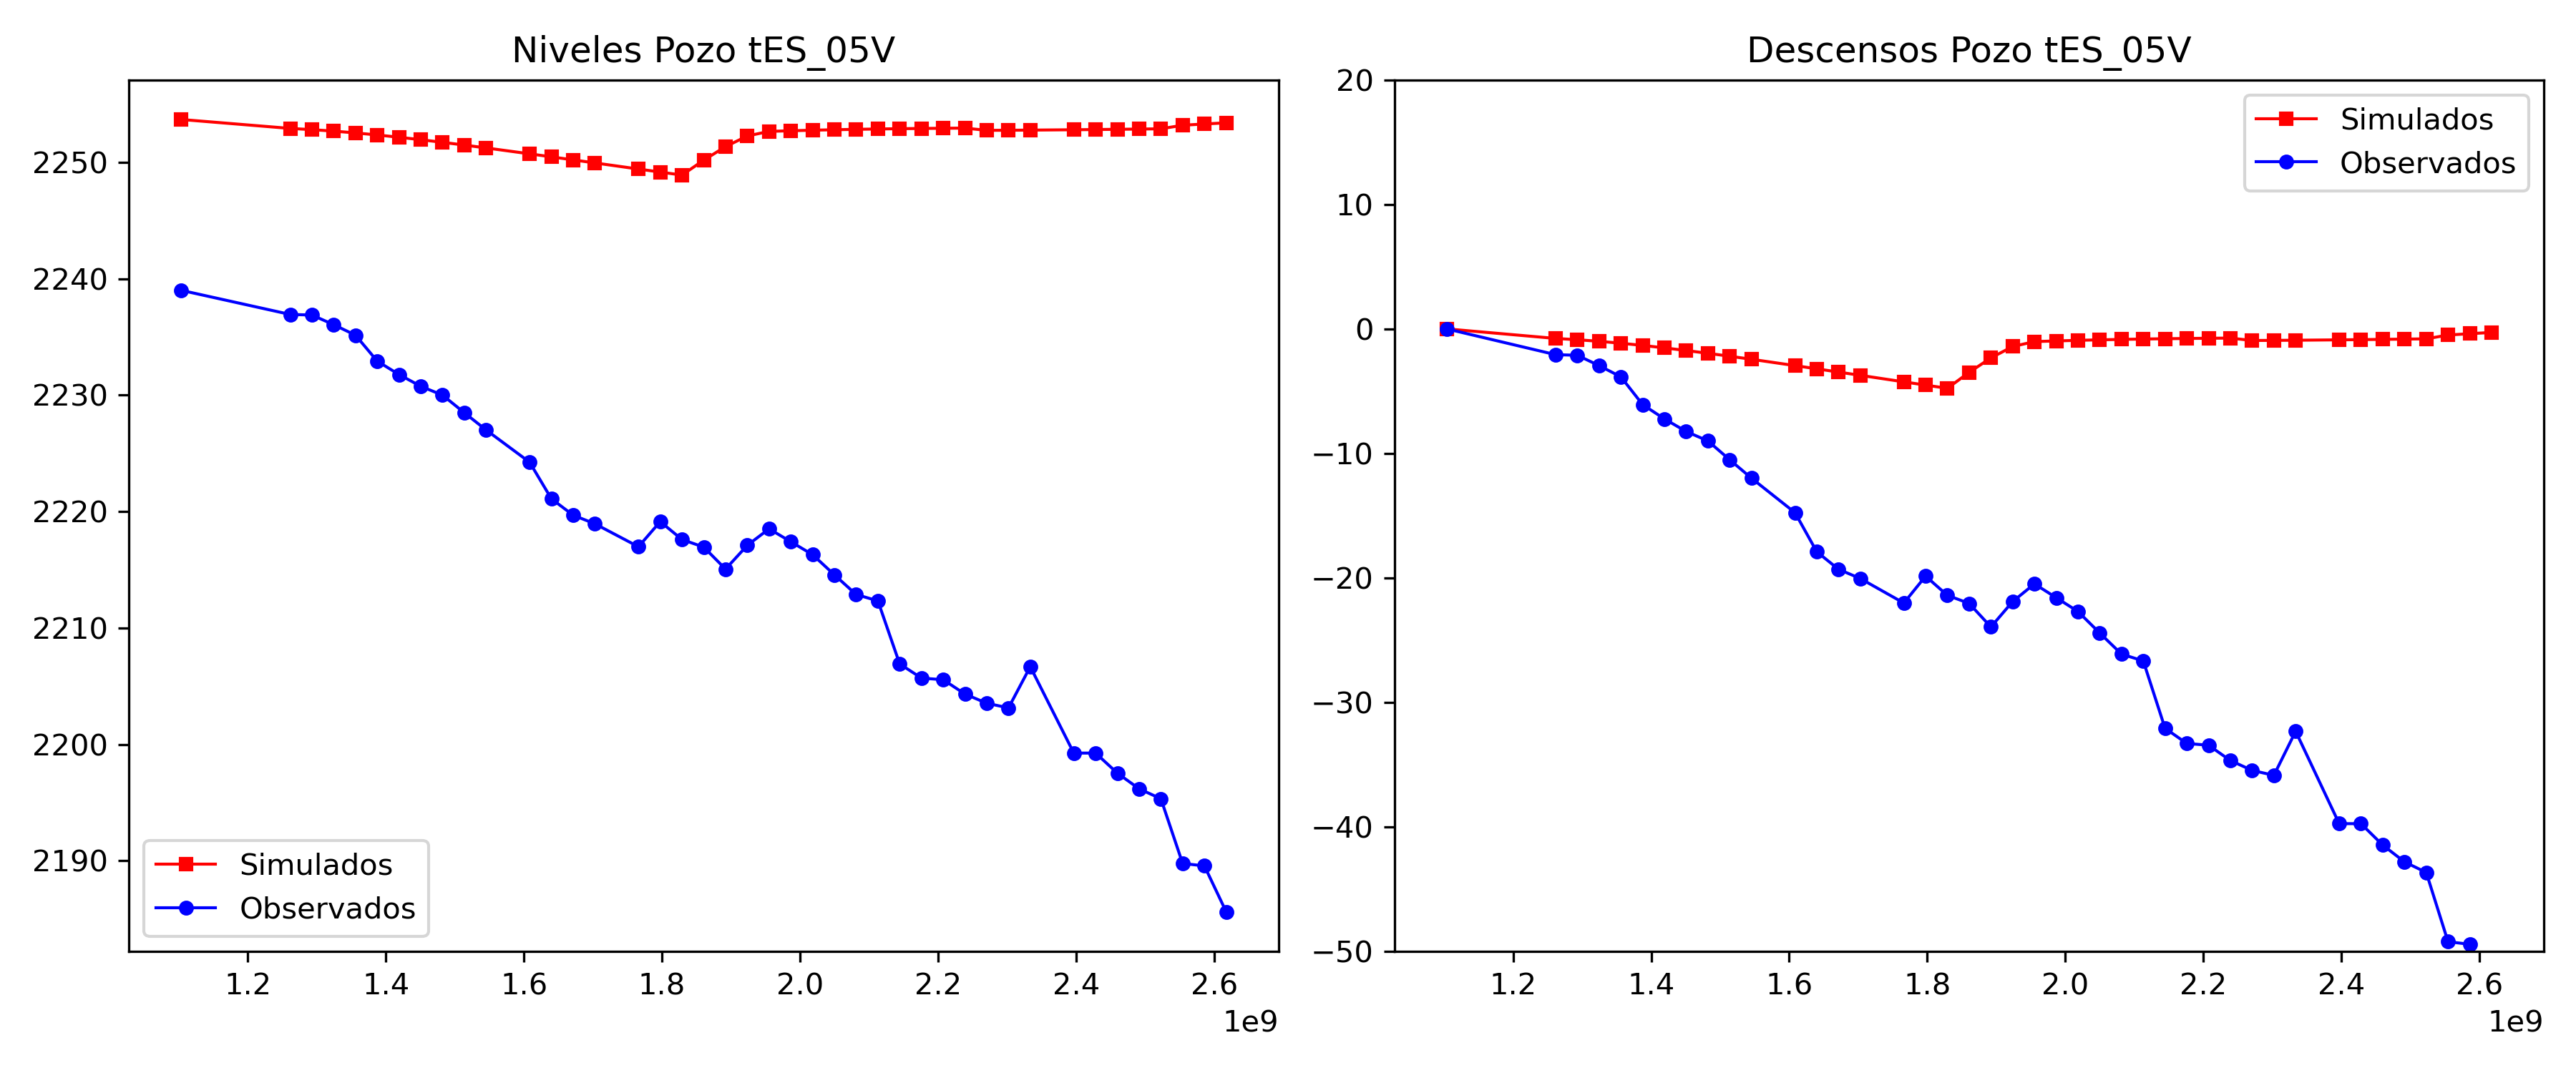 Niveles Pozo tES_05V
2250
2240
2230
2220
2210
2200
2190
Simulados
Observados
1.2 1.4 1.6 1.8 2.0 2.2 2.4 2.6
1e9
Descensos Pozo tES_05V
20
10
0
−10
−20
−30
−40
−50
Simulados
Observados
1.2 1.4 1.6 1.8 2.0 2.2 2.4 2.6
1e9